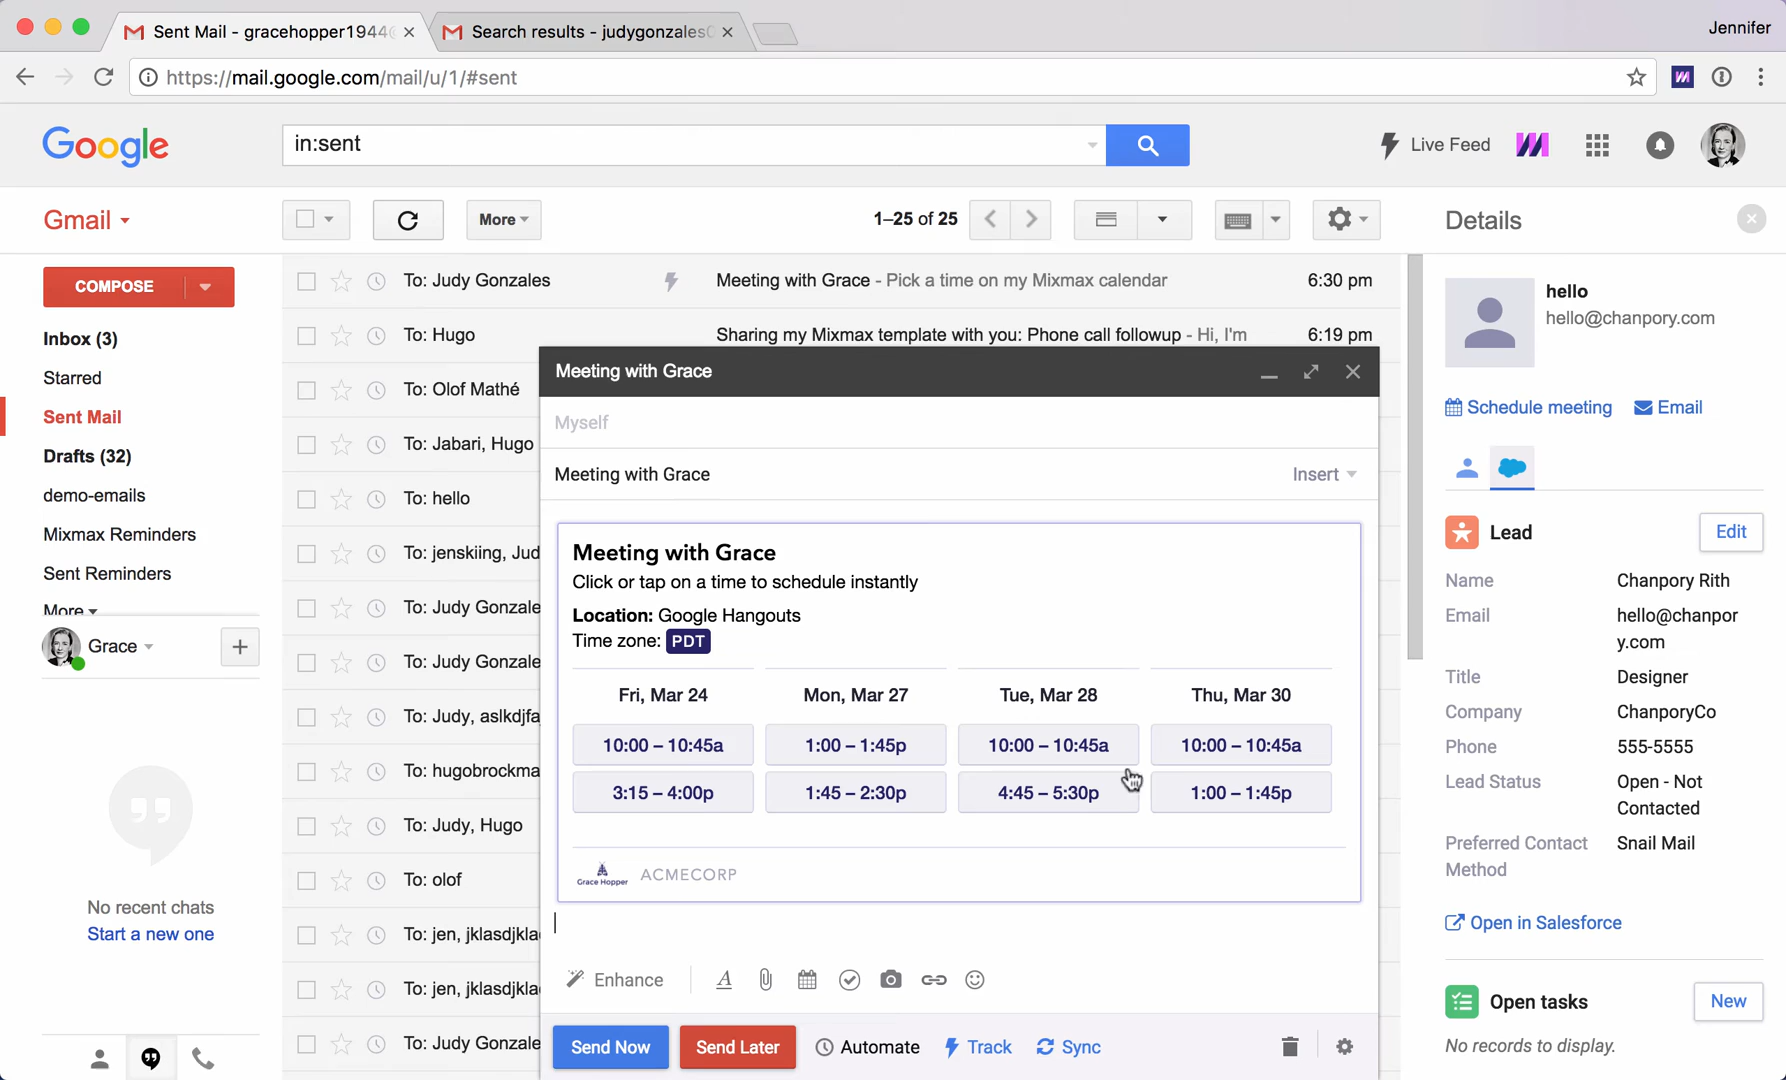 Sent Mail - gracehopper1944@
Search results - judygonzales0
Jennifer
https://mail.google.com/mail/u/1/#sent
Google
in:sent
Live Feed
Gmail
More
1–25 of 25
Details
COMPOSE
Inbox (3)
Starred
Sent Mail
Drafts (32)
demo-emails
Mixmax Reminders
Sent Reminders
More
Grace
No recent chats
Start a new one
To: Judy Gonzales
Meeting with Grace - Pick a time on my Mixmax calendar
6:30 pm
To: Hugo
Sharing my Mixmax template with you: Phone call followup - Hi, I'm
6:19 pm
To: Olof Mathé
To: Jabari, Hugo
To: hello
To: jenskiing, Jud
To: Judy Gonzale
To: Judy Gonzale
To: Judy, aslkdjfa
To: hugobrockma
To: Judy, Hugo
To: olof
To: jen, jklasdjkla
To: jen, jklasdjkla
To: Judy Gonzale
Meeting with Grace
Myself
Meeting with Grace
Insert
Meeting with Grace
Click or tap on a time to schedule instantly
Location: Google Hangouts
Time zone: PDT
Fri, Mar 24
Mon, Mar 27
Tue, Mar 28
Thu, Mar 30
10:00 – 10:45a
1:00 – 1:45p
10:00 – 10:45a
10:00 – 10:45a
3:15 – 4:00p
1:45 – 2:30p
4:45 – 5:30p
1:00 – 1:45p
Grace Hopper
ACMECORP
Enhance
Send Now
Send Later
Automate
Track
Sync
hello
hello@chanpory.com
Schedule meeting
Email
Lead
Edit
Name
Chanpory Rith
Email
hello@chanpor
y.com
Title
Designer
Company
ChanporyCo
Phone
555-5555
Lead Status
Open - Not
Contacted
Preferred Contact
Method
Snail Mail
Open in Salesforce
Open tasks
New
No records to display.